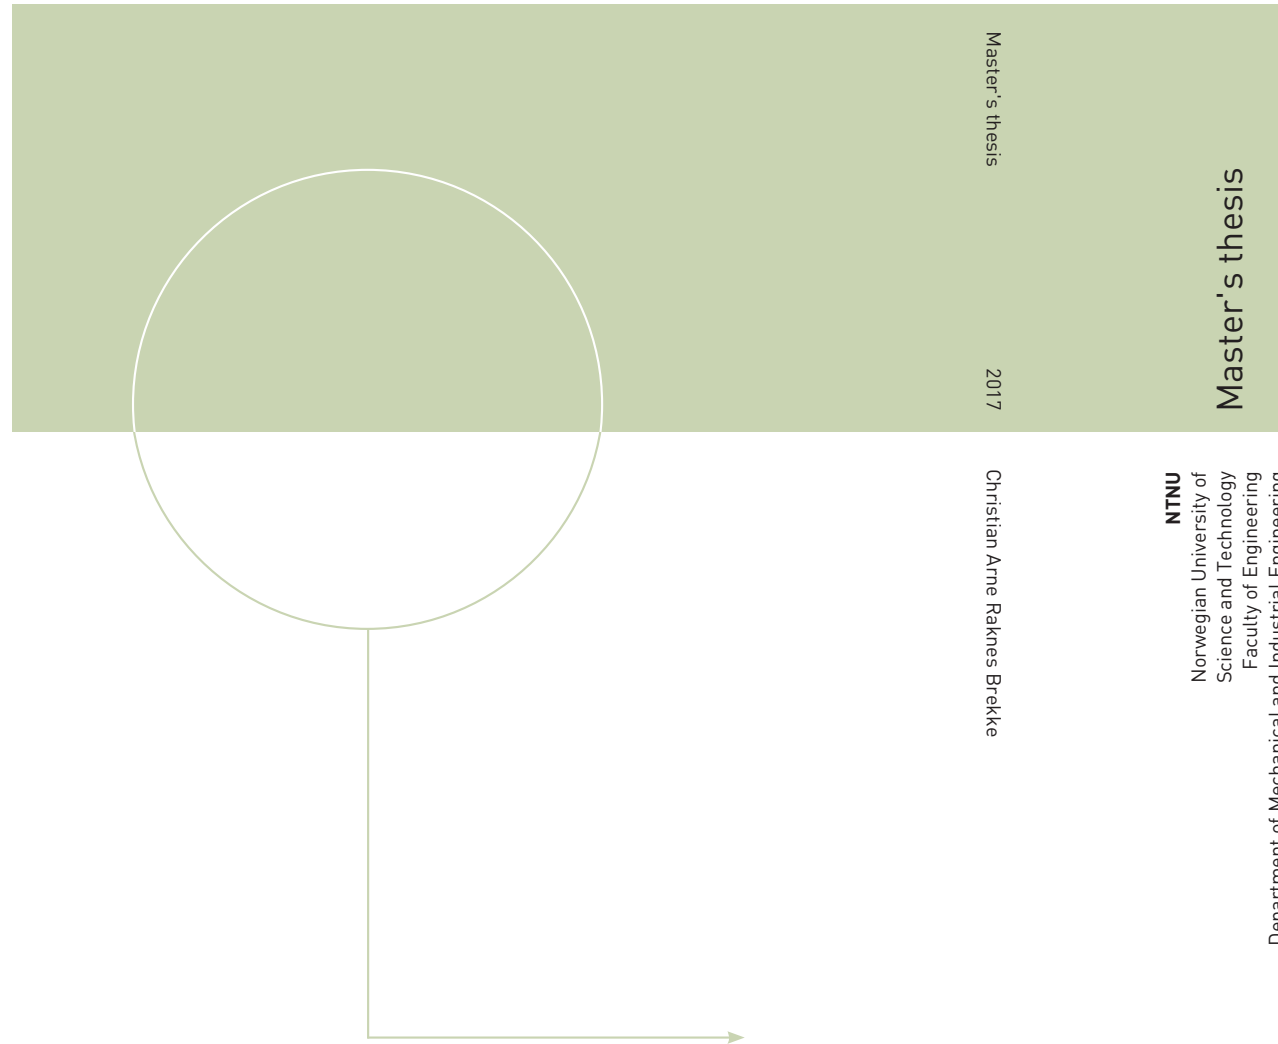 Master's thesis
2017
Christian Arne Raknes Brekke
Master's thesis
NTNU
Norwegian University of
Science and Technology
Faculty of Engineering
Department of Mechanical and Industrial Engineering